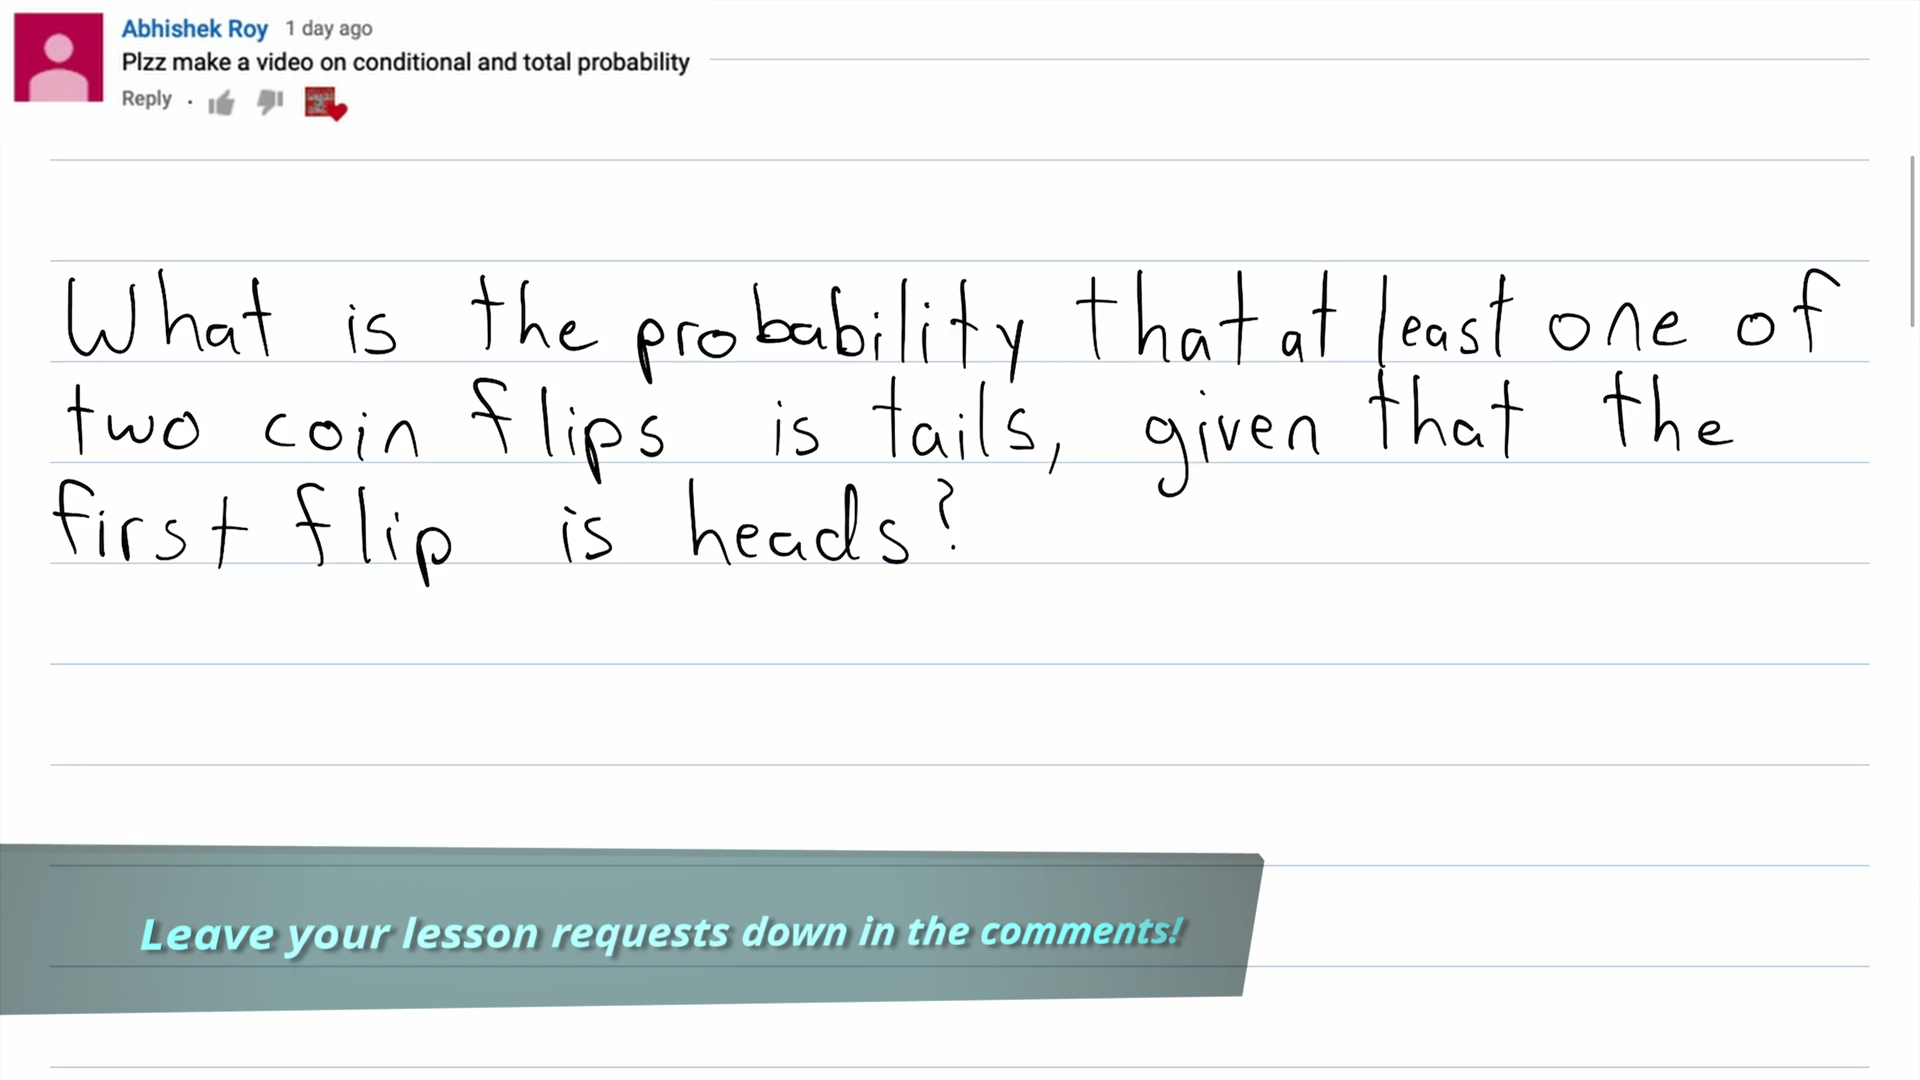 Abhishek Roy 1 day ago
Plzz make a video on conditional and total probability
Reply
What is the probability that at least one of
two coin flips is tails, given that the
first flip is heads?
Leave your lesson requests down in the comments!